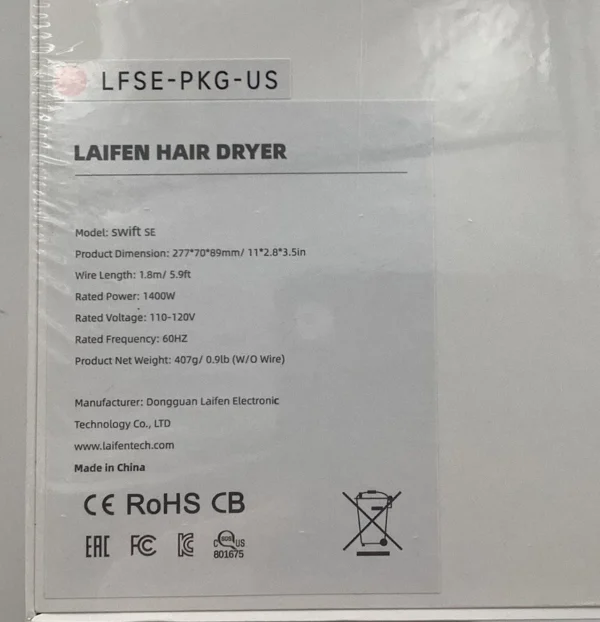 LFSE-PKG-US
LAIFEN HAIR DRYER
Model: swift SE
Product Dimension: 277*70*89mm/ 11*2.8*3.5in
Wire Length: 1.8m/ 5.9ft
Rated Power: 1400W
Rated Voltage: 110-120V
Rated Frequency: 60HZ
Product Net Weight: 407g/ 0.9lb (W/O Wire)
Manufacturer: Dongguan Laifen Electronic
Technology Co., LTD
www.laifentech.com
Made in China
CE RoHS CB
EAC FC KC c SGS US
801675